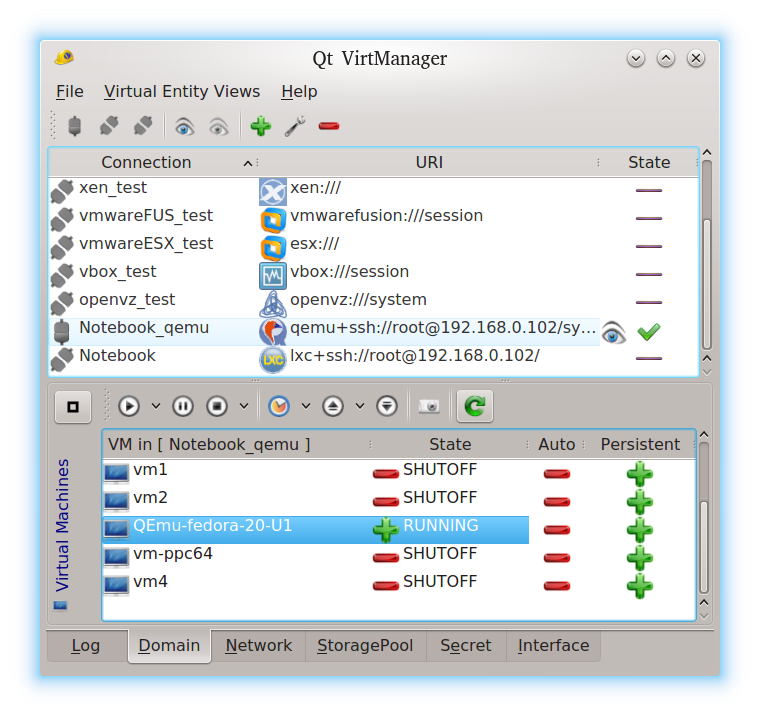 Qt VirtManager
File Virtual Entity Views Help
Connection URI State
xen_test xen:///
vmwareFUS_test vmwarefusion:///session
vmwareESX_test esx:///
vbox_test vbox:///session
openvz_test openvz:///system
Notebook_qemu qemu+ssh://root@192.168.0.102/sy...
Notebook LXC lxc+ssh://root@192.168.0.102/
Virtual Machines
VM in [ Notebook_qemu ] State Auto Persistent
vm1 SHUTOFF
vm2 SHUTOFF
QEmu-fedora-20-U1 RUNNING
vm-ppc64 SHUTOFF
vm4 SHUTOFF
Log Domain Network StoragePool Secret Interface